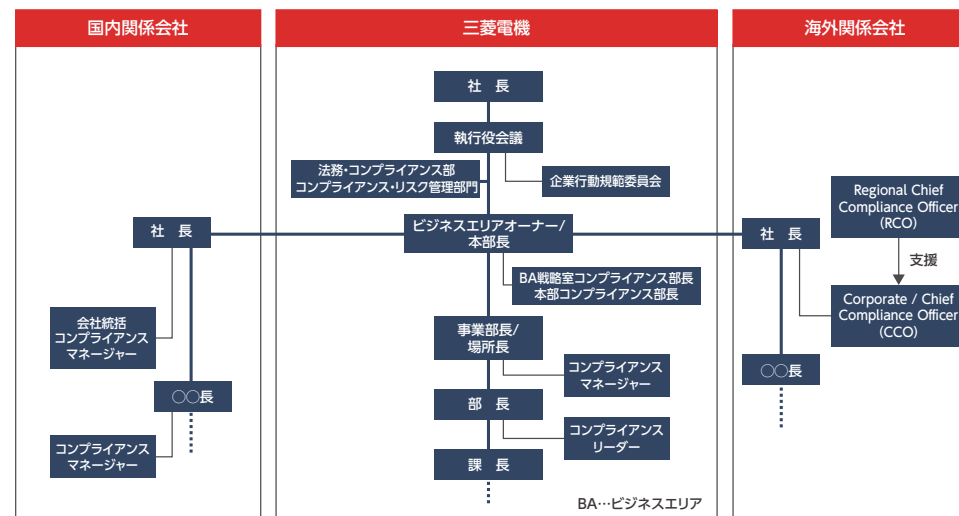 国内関係会社
三菱電機
海外関係会社
社 長
執行役会議
法務・コンプライアンス部
コンプライアンス・リスク管理部門
企業行動規範委員会
ビジネスエリアオーナー/
本部長
BA戦略室コンプライアンス部長
本部コンプライアンス部長
事業部長/
場所長
コンプライアンス
マネージャー
部 長
コンプライアンス
リーダー
課 長
BA…ビジネスエリア
社 長
会社統括
コンプライアンス
マネージャー
○○長
コンプライアンス
マネージャー
社 長
○○長
Regional Chief
Compliance Officer
(RCO)
支援
Corporate / Chief
Compliance Officer
(CCO)